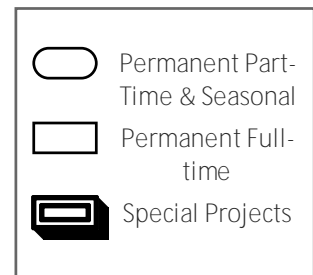 Permanent Part-
Time & Seasonal
Permanent Full-
time
Special Projects